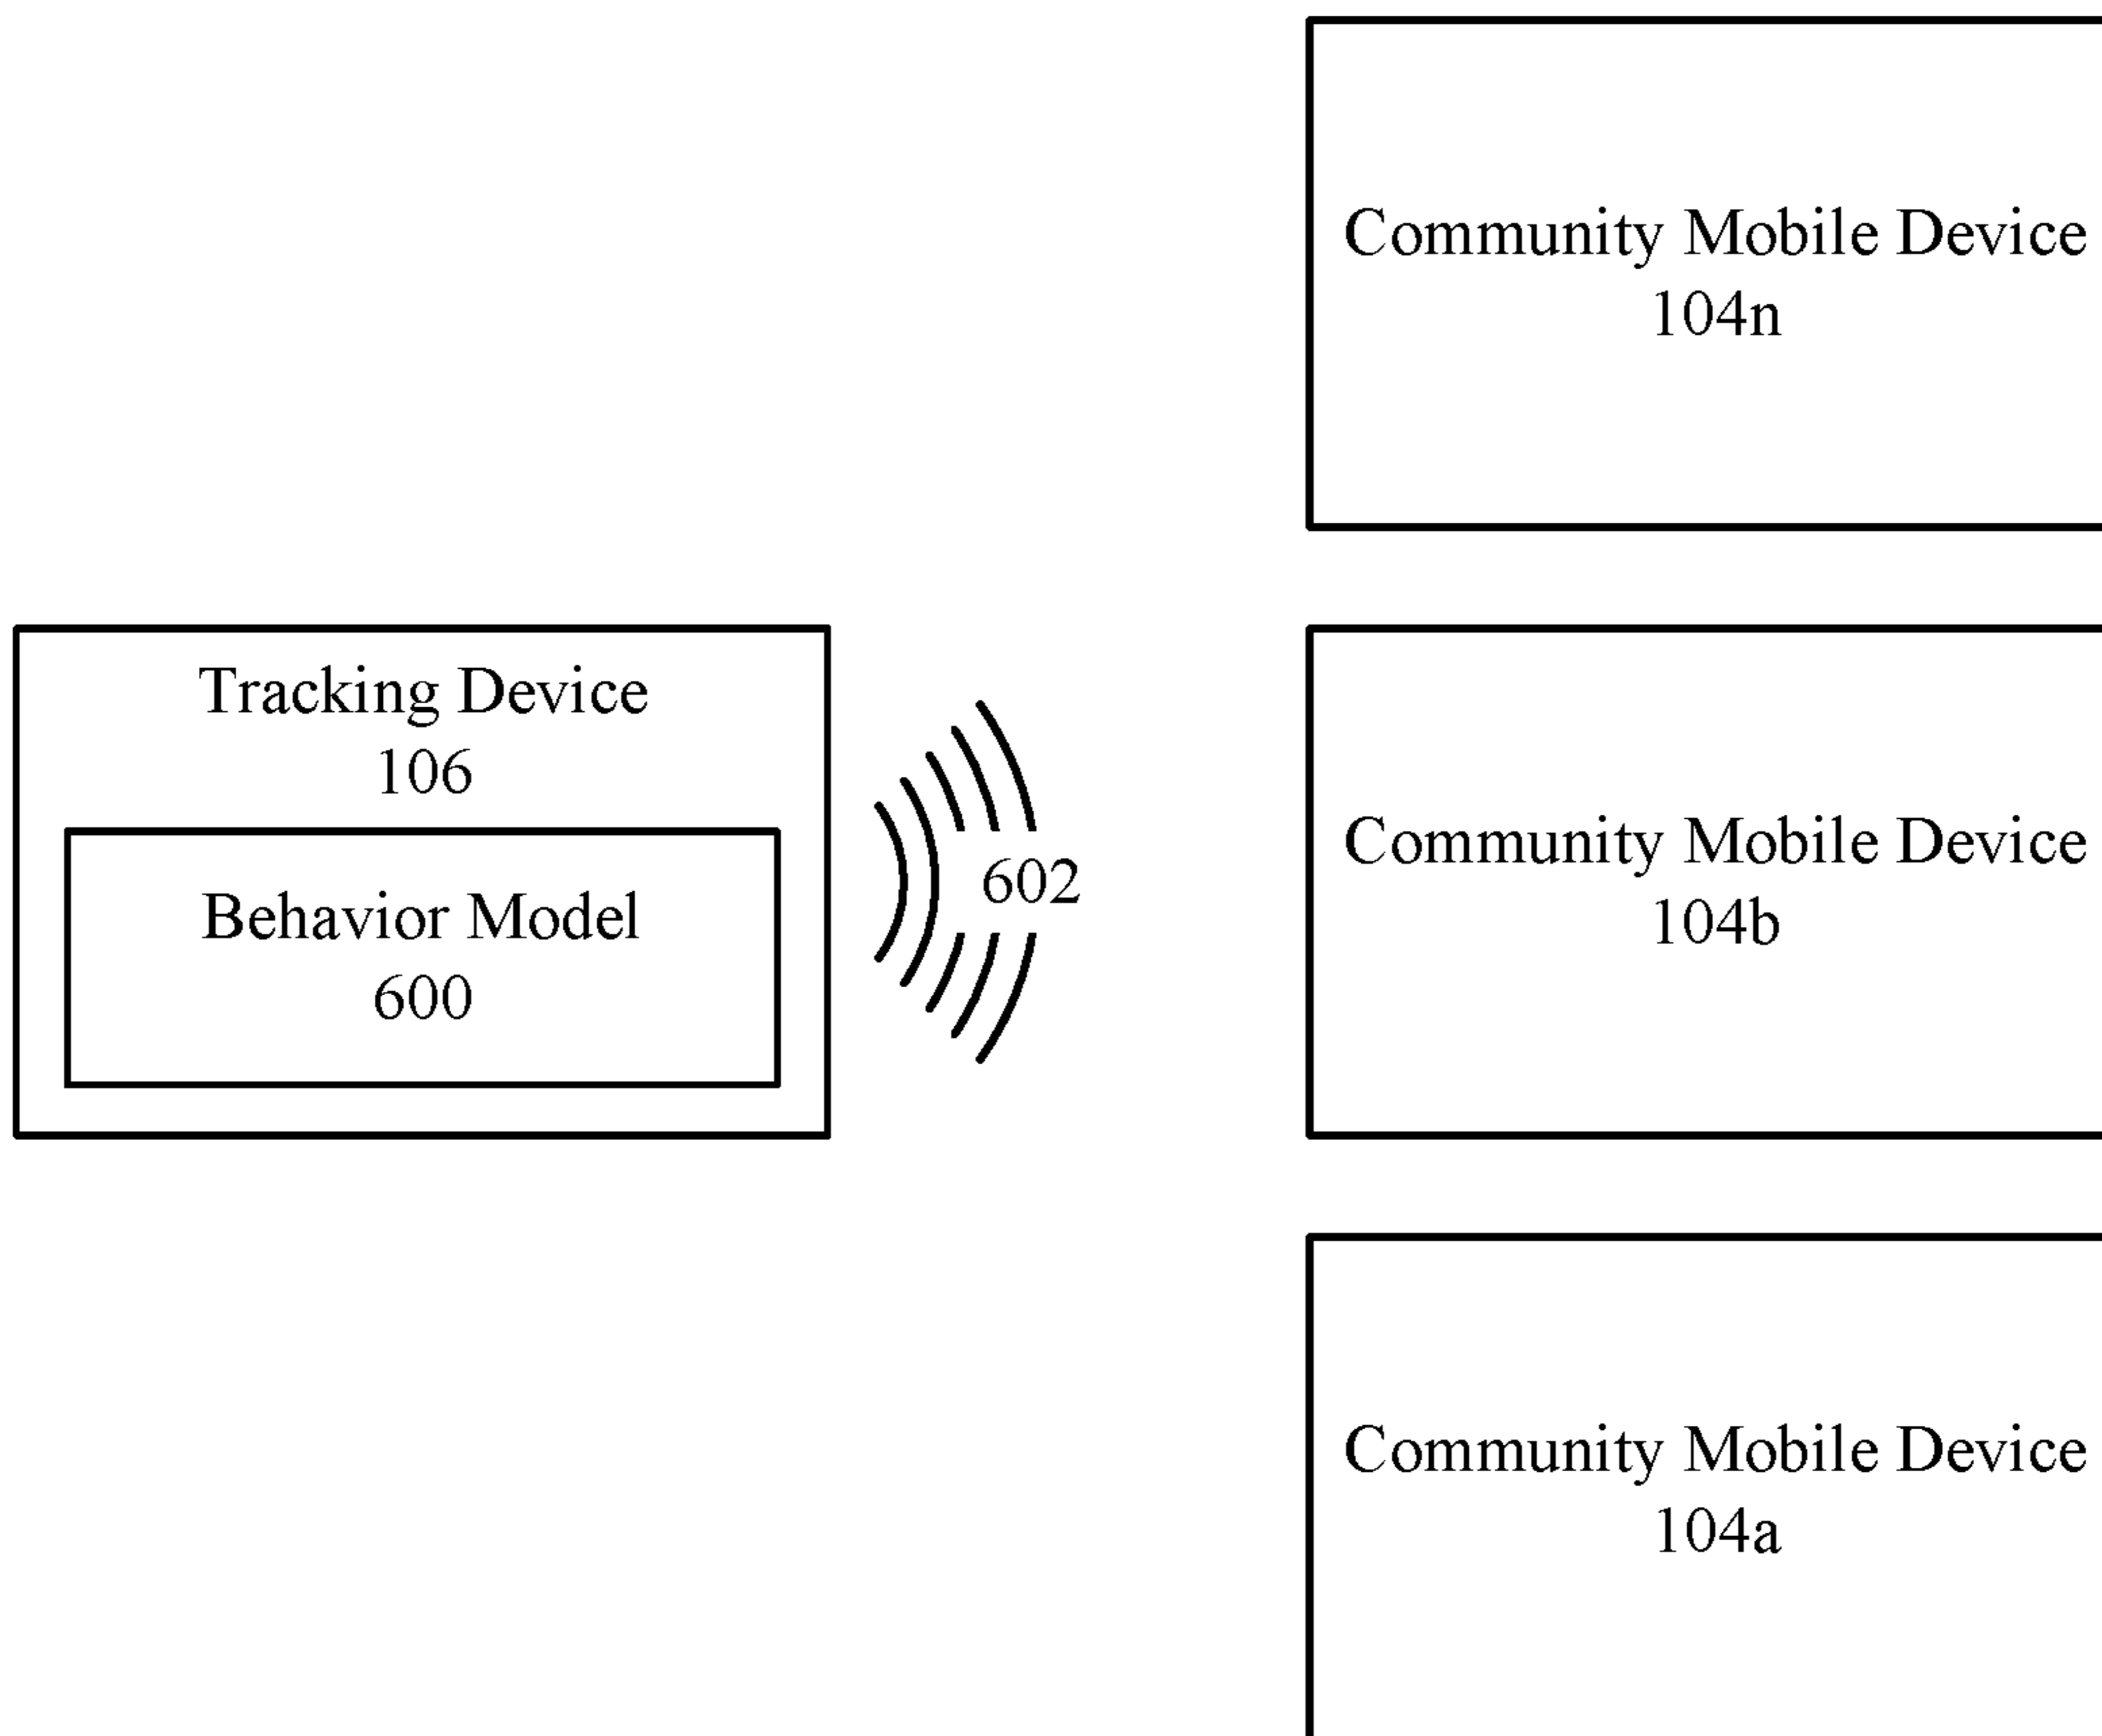 Community Mobile Device
104n
Tracking Device
106
Behavior Model
600
602
Community Mobile Device
104b
Community Mobile Device
104a